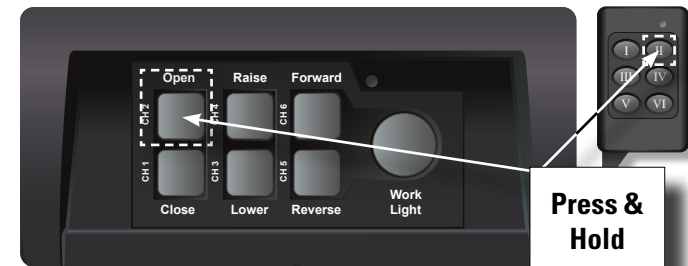 Open Raise Forward
CH 2 CH 4 CH 6
CH 1 CH 3 CH 5
Close Lower Reverse
Work
Light
I II
III IV
V VI
Press &
Hold